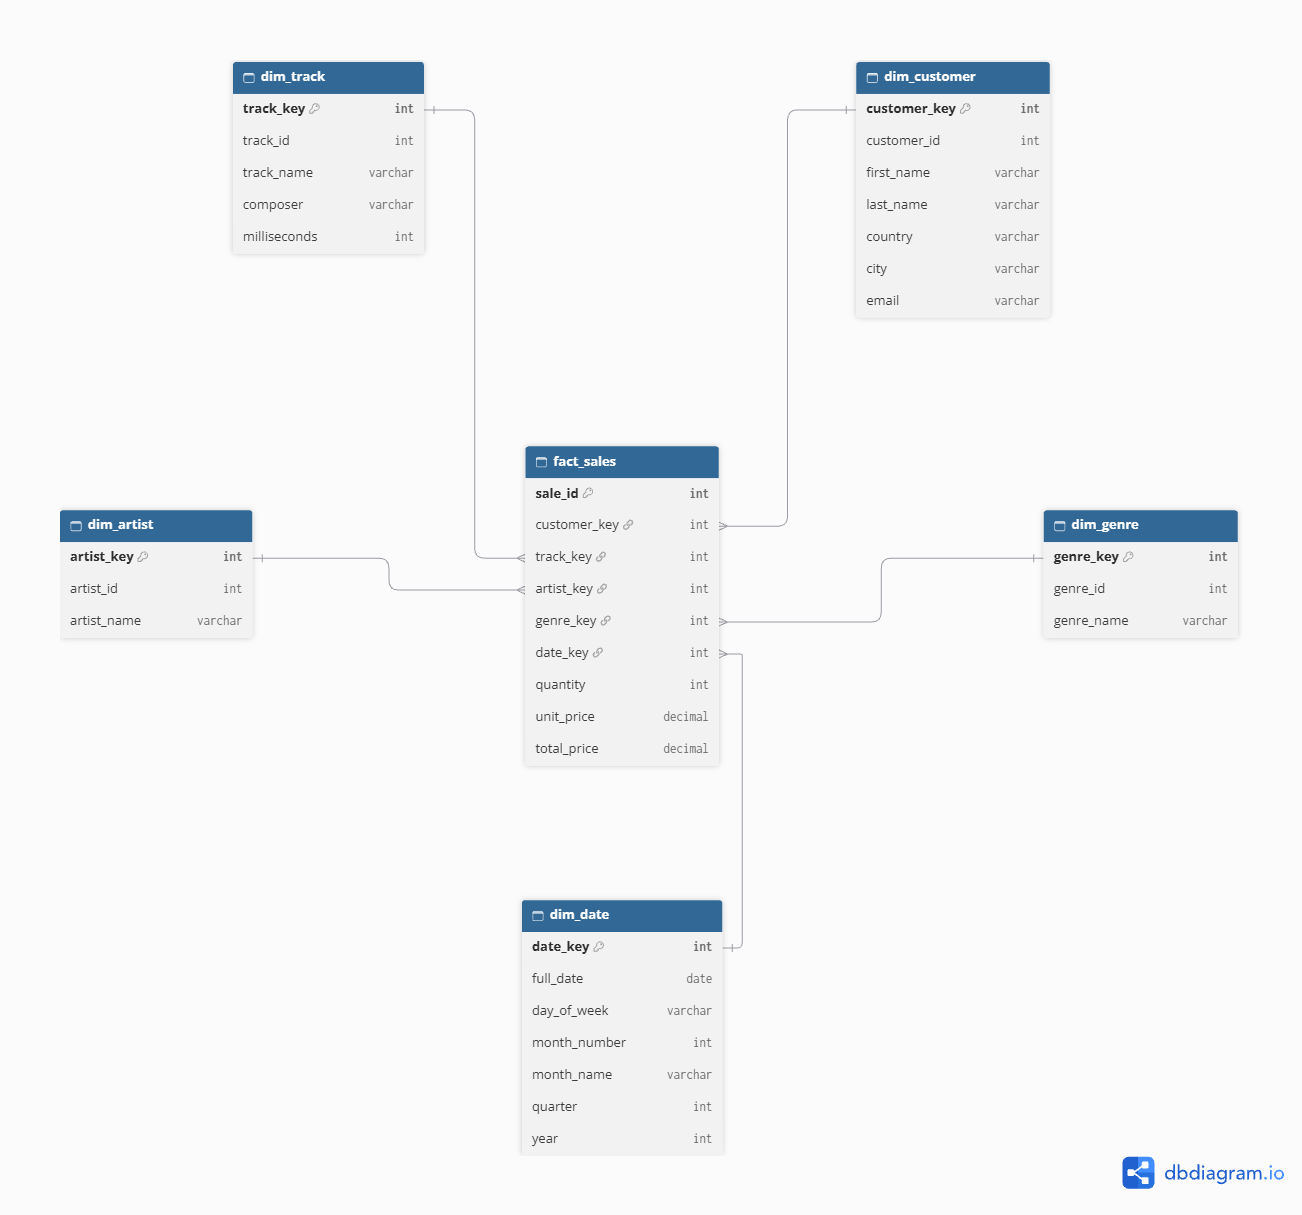 dim_track
track_key int
track_id int
track_name varchar
composer varchar
milliseconds int
dim_customer
customer_key int
customer_id int
first_name varchar
last_name varchar
country varchar
city varchar
email varchar
fact_sales
sale_id int
customer_key int
track_key int
artist_key int
genre_key int
date_key int
quantity int
unit_price decimal
total_price decimal
dim_artist
artist_key int
artist_id int
artist_name varchar
dim_genre
genre_key int
genre_id int
genre_name varchar
dim_date
date_key int
full_date date
day_of_week varchar
month_number int
month_name varchar
quarter int
year int
dbdiagram.io